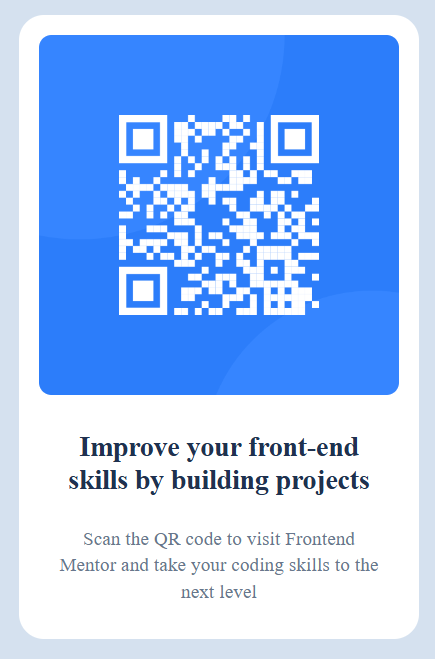 Improve your front-end
skills by building projects
Scan the QR code to visit Frontend
Mentor and take your coding skills to the
next level